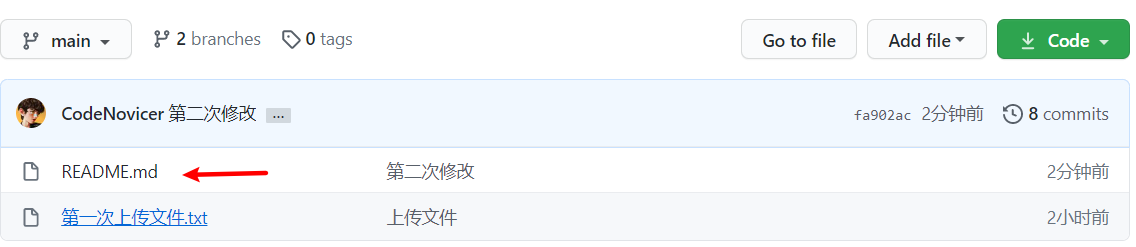 main 2 branches 0 tags Go to file Add file Code
CodeNovicer 第二次修改 ... fa902ac 2分钟前 8 commits
README.md 第二次修改 2分钟前
第一次上传文件.txt 上传文件 2小时前